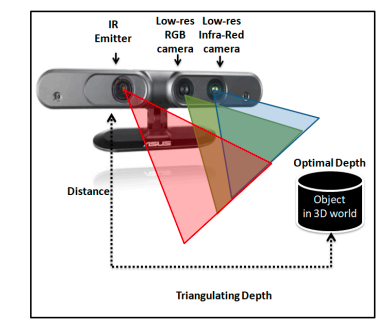 IR
Emitter
Low-res
RGB
camera
Low-res
Infra-Red
camera
ASUS
Optimal Depth
Distance
Object
in 3D world
Triangulating Depth